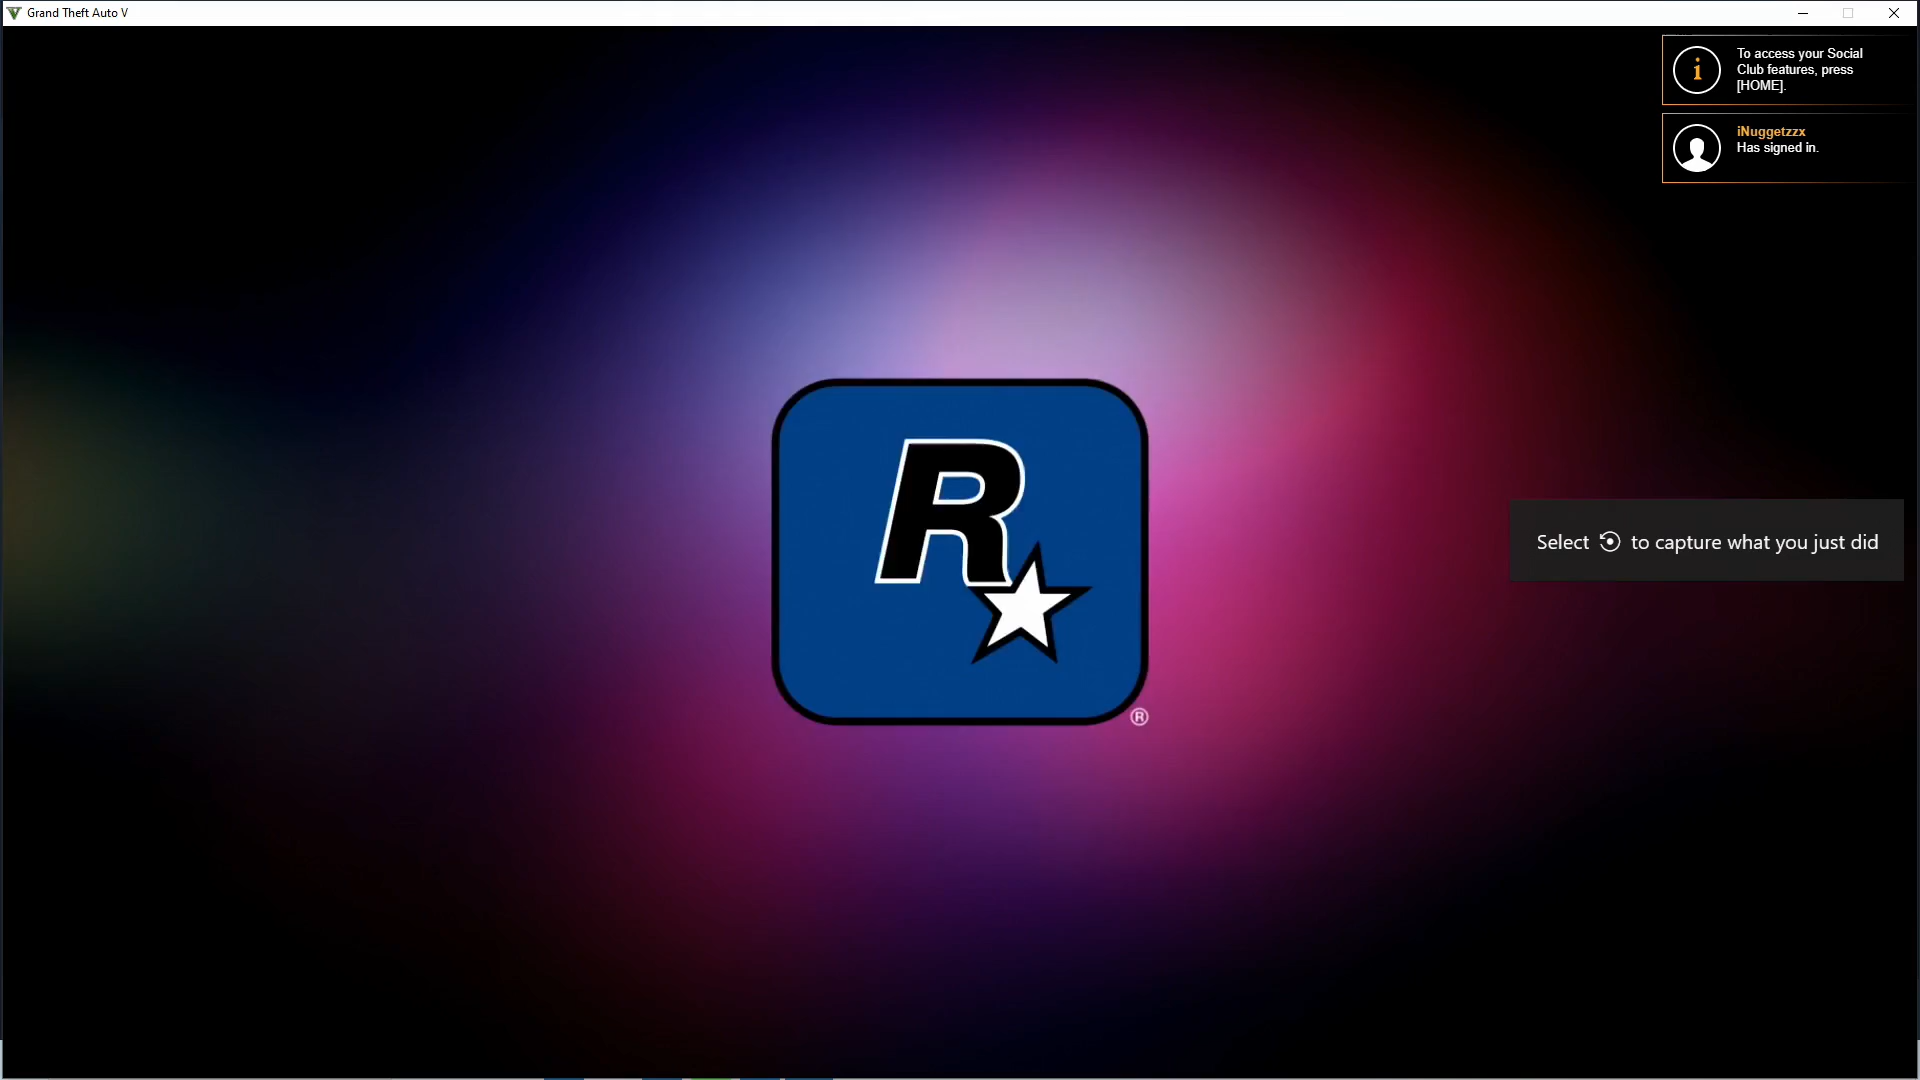 Grand Theft Auto V
To access your Social
Club features, press
[HOME].
iNuggetzzx
Has signed in.
R
®
Select to capture what you just did